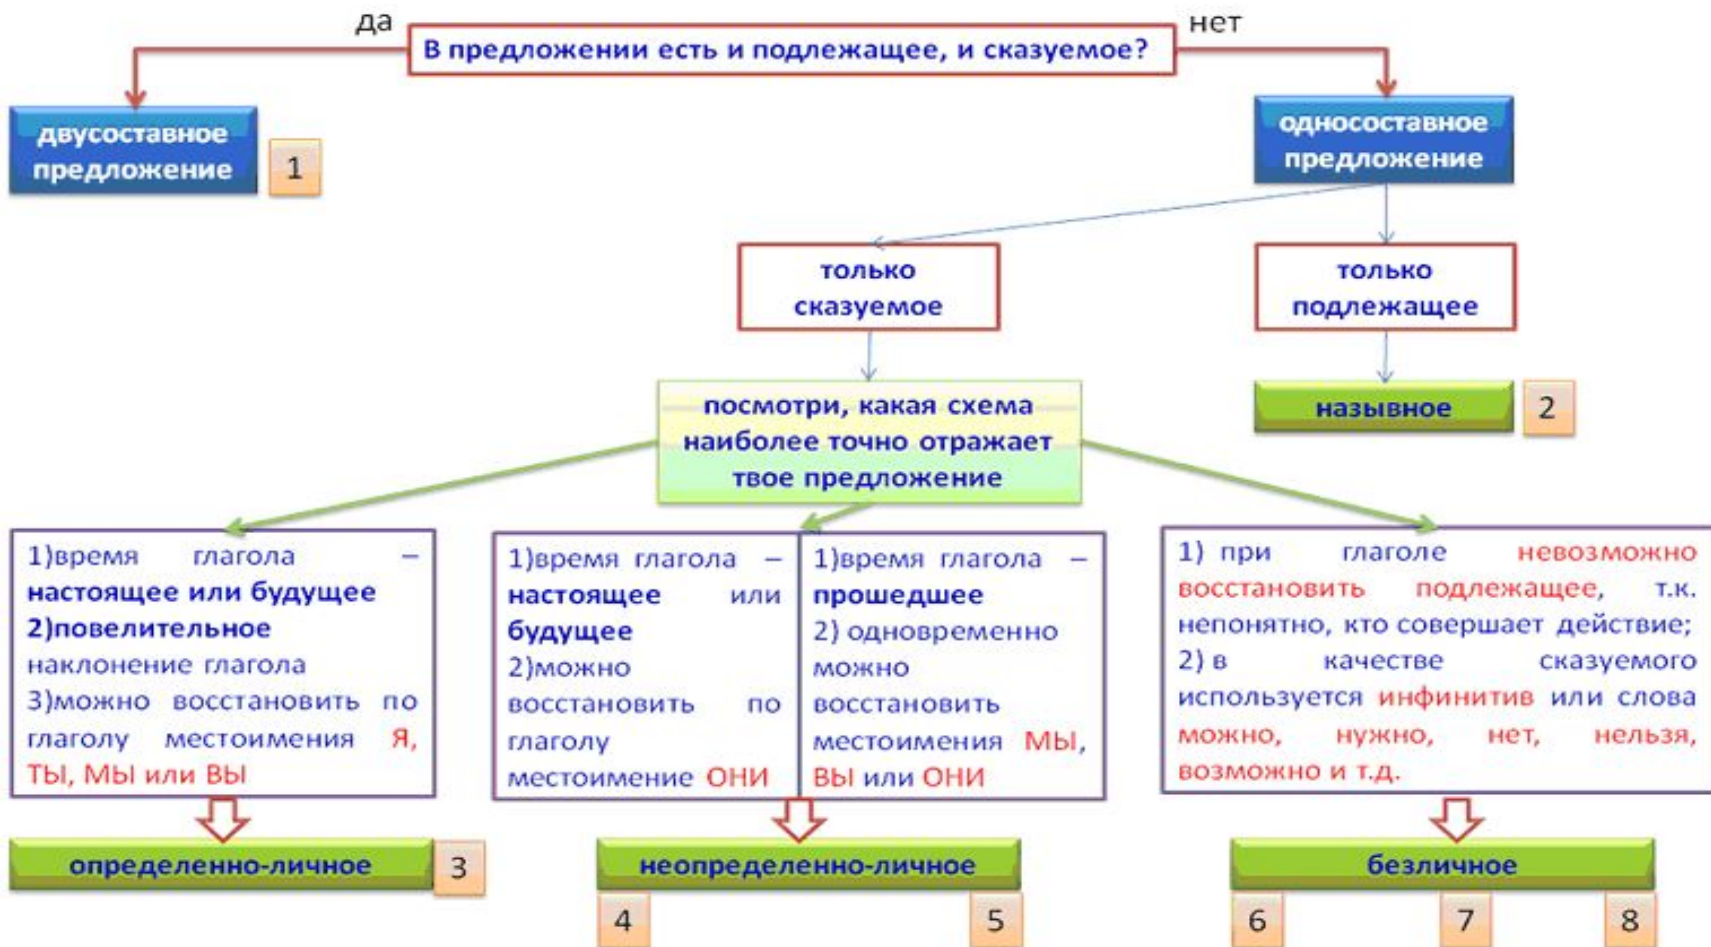 да
В предложении есть и подлежащее, и сказуемое?
нет
двусоставное
предложение
1
односоставное
предложение
только
сказуемое
только
подлежащее
посмотри, какая схема
наиболее точно отражает
твое предложение
назывное
2
1)время глагола –
настоящее или будущее
2)повелительное
наклонение глагола
3)можно восстановить по
глаголу местоимения Я,
ТЫ, МЫ или ВЫ
1)время глагола –
настоящее или
будущее
2)можно
восстановить по
глаголу
местоимение ОНИ
1)время глагола –
прошедшее
2) одновременно
можно
восстановить
местоимения МЫ,
ВЫ или ОНИ
1) при глаголе невозможно
восстановить подлежащее, т.к.
непонятно, кто совершает действие;
2) в качестве сказуемого
используется инфинитив или слова
можно, нужно, нет, нельзя,
возможно и т.д.
определенно-личное
3
неопределенно-личное
4
5
безличное
6
7
8